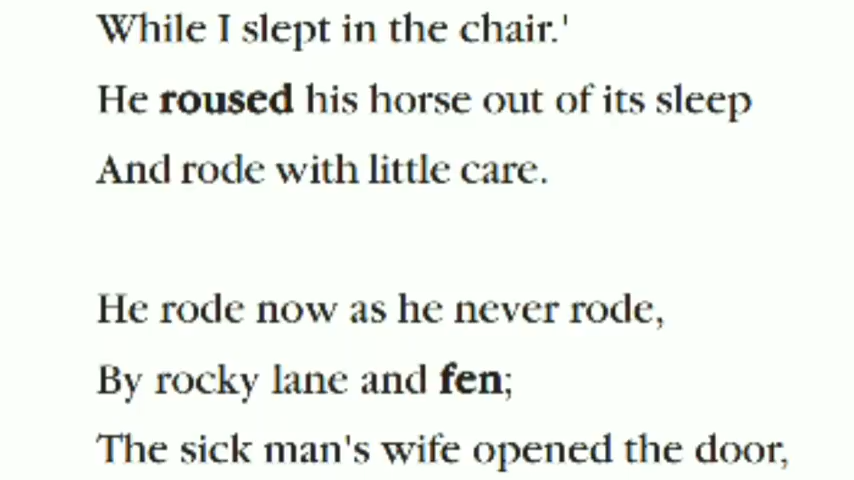 While I slept in the chair.'
He roused his horse out of its sleep
And rode with little care.
He rode now as he never rode,
By rocky lane and fen;
The sick man's wife opened the door,